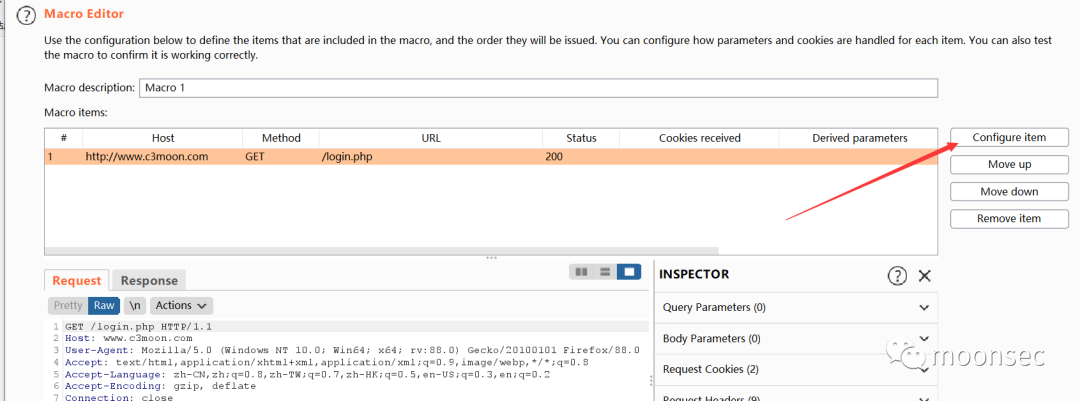 Macro Editor
Use the configuration below to define the items that are included in the macro, and the order they will be issued. You can configure how parameters and cookies are handled for each item. You can also test
the macro to confirm it is working correctly.
Macro description: Macro 1
Macro items:
# Host Method URL Status Cookies received Derived parameters
1 http://www.c3moon.com GET /login.php 200
Configure item
Move up
Move down
Remove item
Request Response
Pretty Raw \n Actions
1 GET /login.php HTTP/1.1
2 Host: www.c3moon.com
3 User-Agent: Mozilla/5.0 (Windows NT 10.0; Win64; x64; rv:88.0) Gecko/20100101 Firefox/88.0
4 Accept: text/html,application/xhtml+xml,application/xml;q=0.9,image/webp,*/*;q=0.8
5 Accept-Language: zh-CN,zh;q=0.8,zh-TW;q=0.7,zh-HK;q=0.5,en-US;q=0.3,en;q=0.2
6 Accept-Encoding: gzip, deflate
7 Connection: close
INSPECTOR
Query Parameters (0)
Body Parameters (0)
Request Cookies (2)
Request Headers (9)
moonsec